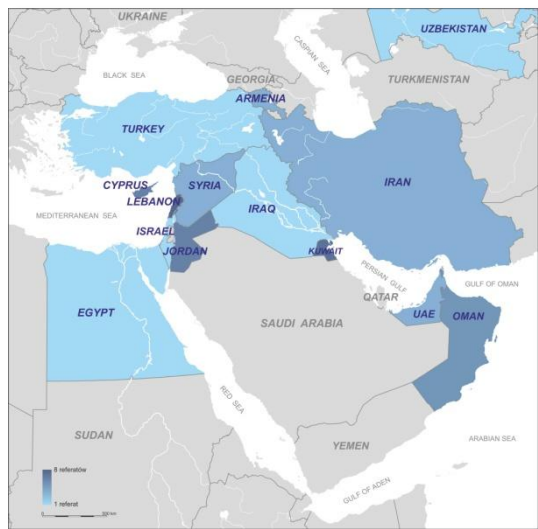 UKRAINE
UZBEKISTAN
CASPIAN SEA
BLACK SEA
GEORGIA
TURKMENISTAN
ARMENIA
TURKEY
CYPRUS
SYRIA
IRAN
LEBANON
MEDITERRANEAN SEA
IRAQ
ISRAEL
JORDAN
KUWAIT
PERSIAN GULF
GULF OF OMAN
QATAR
EGYPT
UAE
OMAN
SAUDI ARABIA
RED SEA
SUDAN
YEMEN
ARABIAN SEA
8 referatów
GULF OF ADEN
1 referat
0